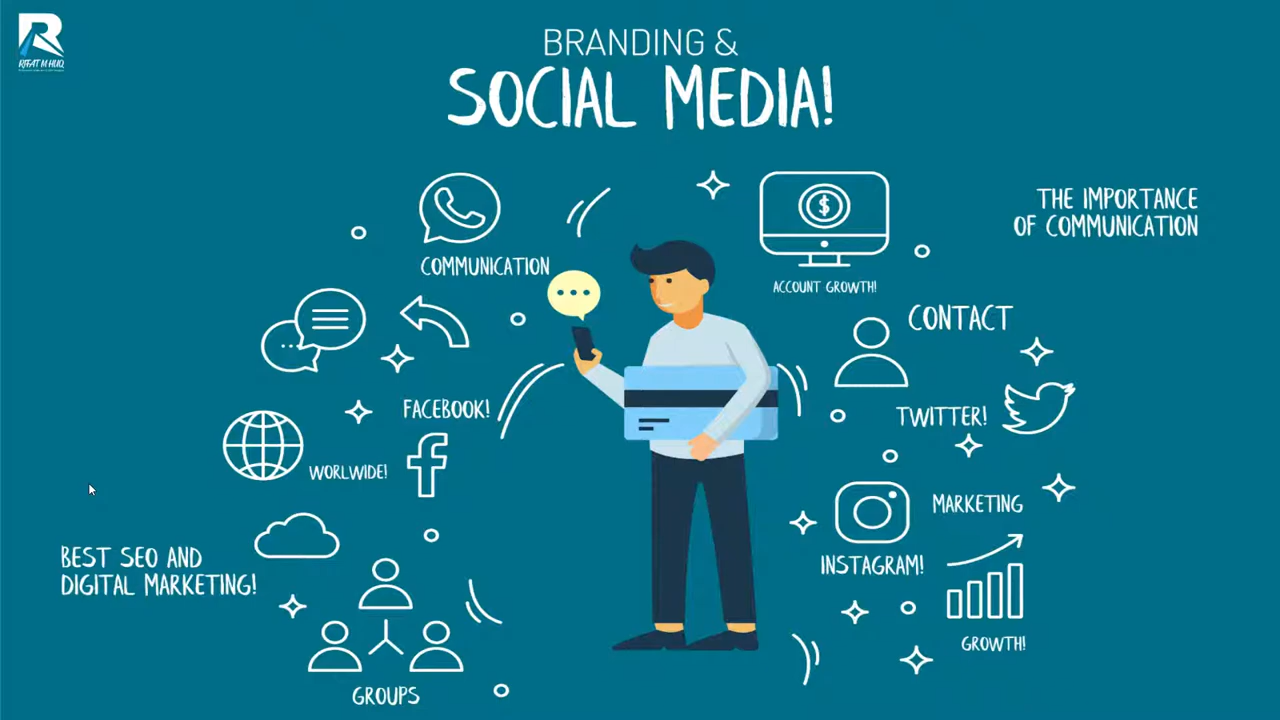 RIFAT M HUQ
BRANDING &
SOCIAL MEDIA!
THE IMPORTANCE
OF COMMUNICATION
COMMUNICATION
ACCOUNT GROWTH!
CONTACT
FACEBOOK!
TWITTER!
WORLWIDE!
MARKETING
BEST SEO AND
DIGITAL MARKETING!
INSTAGRAM!
GROWTH!
GROUPS